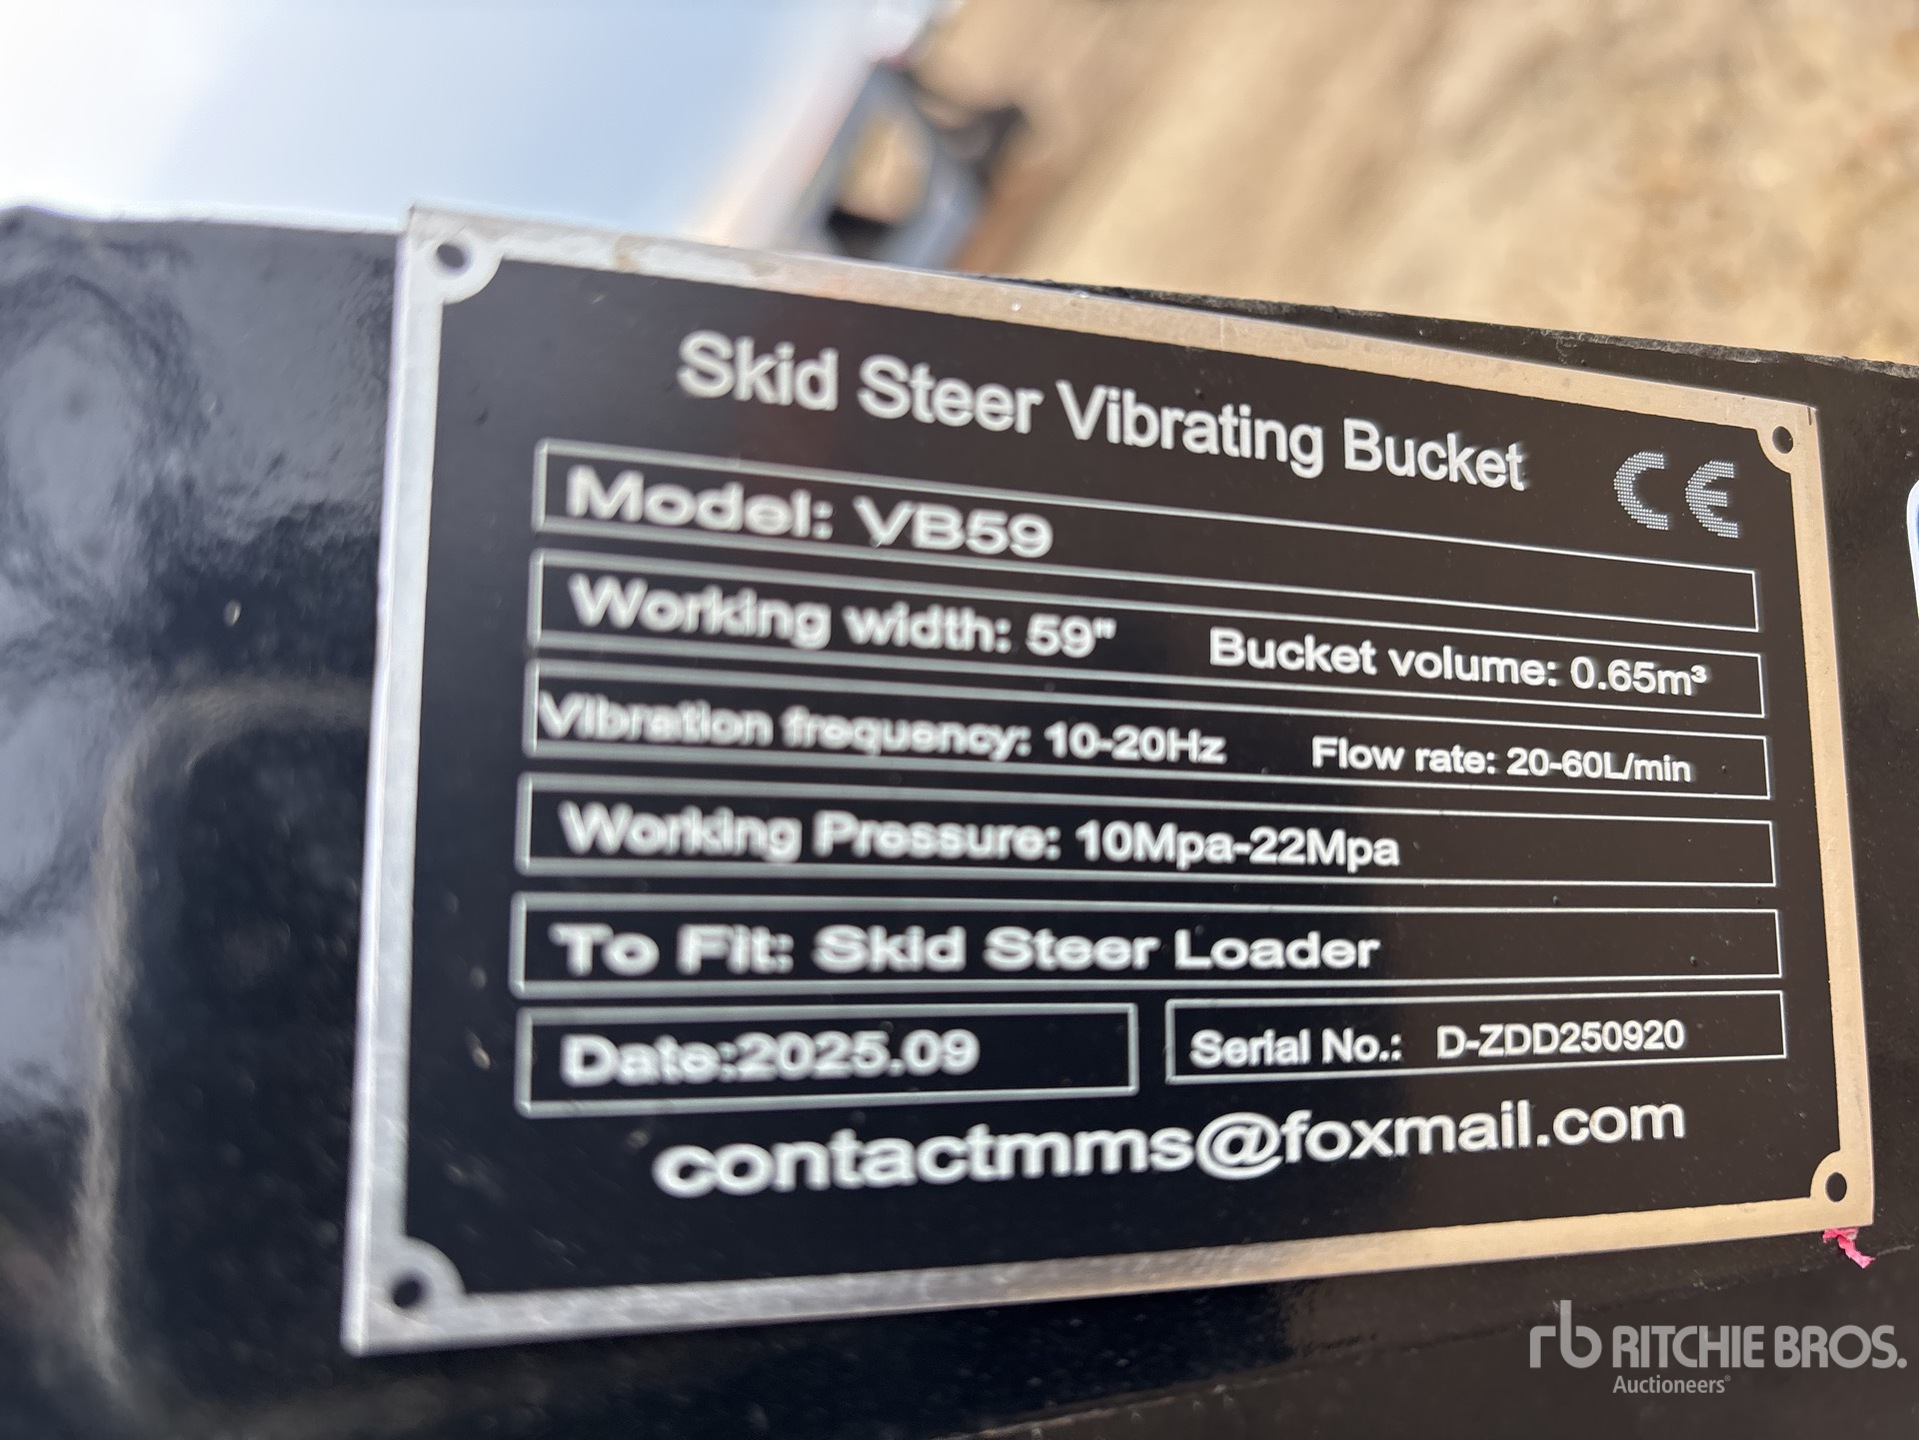 Skid Steer Vibrating Bucket
CE
Model: VB59
Working width: 59" Bucket volume: 0.65m³
Vibration frequency: 10-20Hz Flow rate: 20-60L/min
Working Pressure: 10Mpa-22Mpa
To Fit: Skid Steer Loader
Date:2025.09 Serial No.: D-ZDD250920
contactmms@foxmail.com
rb RITCHIE BROS.
Auctioneers®